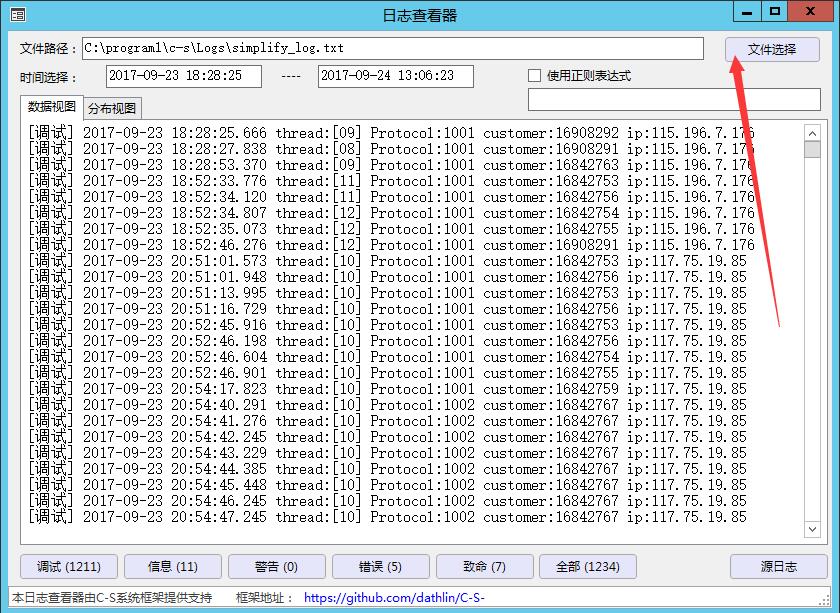 日志查看器
文件路径： C:\program1\c-s\Logs\simplify_log.txt 文件选择
时间选择： 2017-09-23 18:28:25 ---- 2017-09-24 13:06:23 使用正则表达式
数据视图 分布视图
[调试] 2017-09-23 18:28:25.666 thread:[09] Protocol:1001 customer:16908292 ip:115.196.7.176
[调试] 2017-09-23 18:28:27.838 thread:[08] Protocol:1001 customer:16908291 ip:115.196.7.176
[调试] 2017-09-23 18:28:53.370 thread:[09] Protocol:1001 customer:16842763 ip:115.196.7.176
[调试] 2017-09-23 18:52:33.776 thread:[11] Protocol:1001 customer:16842753 ip:115.196.7.176
[调试] 2017-09-23 18:52:34.120 thread:[11] Protocol:1001 customer:16842756 ip:115.196.7.176
[调试] 2017-09-23 18:52:34.807 thread:[12] Protocol:1001 customer:16842754 ip:115.196.7.176
[调试] 2017-09-23 18:52:35.073 thread:[12] Protocol:1001 customer:16842755 ip:115.196.7.176
[调试] 2017-09-23 18:52:46.276 thread:[12] Protocol:1001 customer:16908291 ip:115.196.7.176
[调试] 2017-09-23 20:51:01.573 thread:[10] Protocol:1001 customer:16842753 ip:117.75.19.85
[调试] 2017-09-23 20:51:01.948 thread:[10] Protocol:1001 customer:16842756 ip:117.75.19.85
[调试] 2017-09-23 20:51:13.995 thread:[10] Protocol:1001 customer:16842753 ip:117.75.19.85
[调试] 2017-09-23 20:51:16.729 thread:[10] Protocol:1001 customer:16842756 ip:117.75.19.85
[调试] 2017-09-23 20:52:45.916 thread:[10] Protocol:1001 customer:16842753 ip:117.75.19.85
[调试] 2017-09-23 20:52:46.198 thread:[10] Protocol:1001 customer:16842756 ip:117.75.19.85
[调试] 2017-09-23 20:52:46.604 thread:[10] Protocol:1001 customer:16842754 ip:117.75.19.85
[调试] 2017-09-23 20:52:46.901 thread:[10] Protocol:1001 customer:16842755 ip:117.75.19.85
[调试] 2017-09-23 20:54:17.823 thread:[10] Protocol:1001 customer:16842759 ip:117.75.19.85
[调试] 2017-09-23 20:54:40.291 thread:[10] Protocol:1002 customer:16842767 ip:117.75.19.85
[调试] 2017-09-23 20:54:41.276 thread:[10] Protocol:1002 customer:16842767 ip:117.75.19.85
[调试] 2017-09-23 20:54:42.245 thread:[10] Protocol:1002 customer:16842767 ip:117.75.19.85
[调试] 2017-09-23 20:54:43.229 thread:[10] Protocol:1002 customer:16842767 ip:117.75.19.85
[调试] 2017-09-23 20:54:44.385 thread:[10] Protocol:1002 customer:16842767 ip:117.75.19.85
[调试] 2017-09-23 20:54:45.448 thread:[10] Protocol:1002 customer:16842767 ip:117.75.19.85
[调试] 2017-09-23 20:54:46.245 thread:[10] Protocol:1002 customer:16842767 ip:117.75.19.85
[调试] 2017-09-23 20:54:47.245 thread:[10] Protocol:1002 customer:16842767 ip:117.75.19.85
调试 (1211) 信息 (11) 警告 (0) 错误 (5) 致命 (7) 全部 (1234) 源日志
本日志查看器由C-S系统框架提供支持 框架地址： https://github.com/dathlin/C-S-